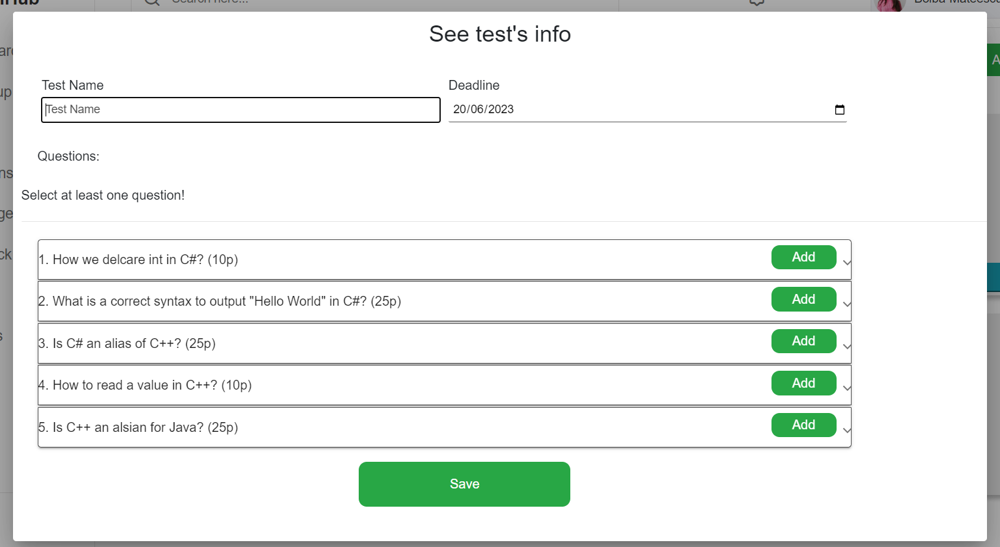 Search here...
See test's info
Test Name
Deadline
Test Name
20/06/2023
Questions:
Select at least one question!
1. How we delcare int in C#? (10p)
Add
2. What is a correct syntax to output "Hello World" in C#? (25p)
Add
3. Is C# an alias of C++? (25p)
Add
4. How to read a value in C++? (10p)
Add
5. Is C++ an alsian for Java? (25p)
Add
Save